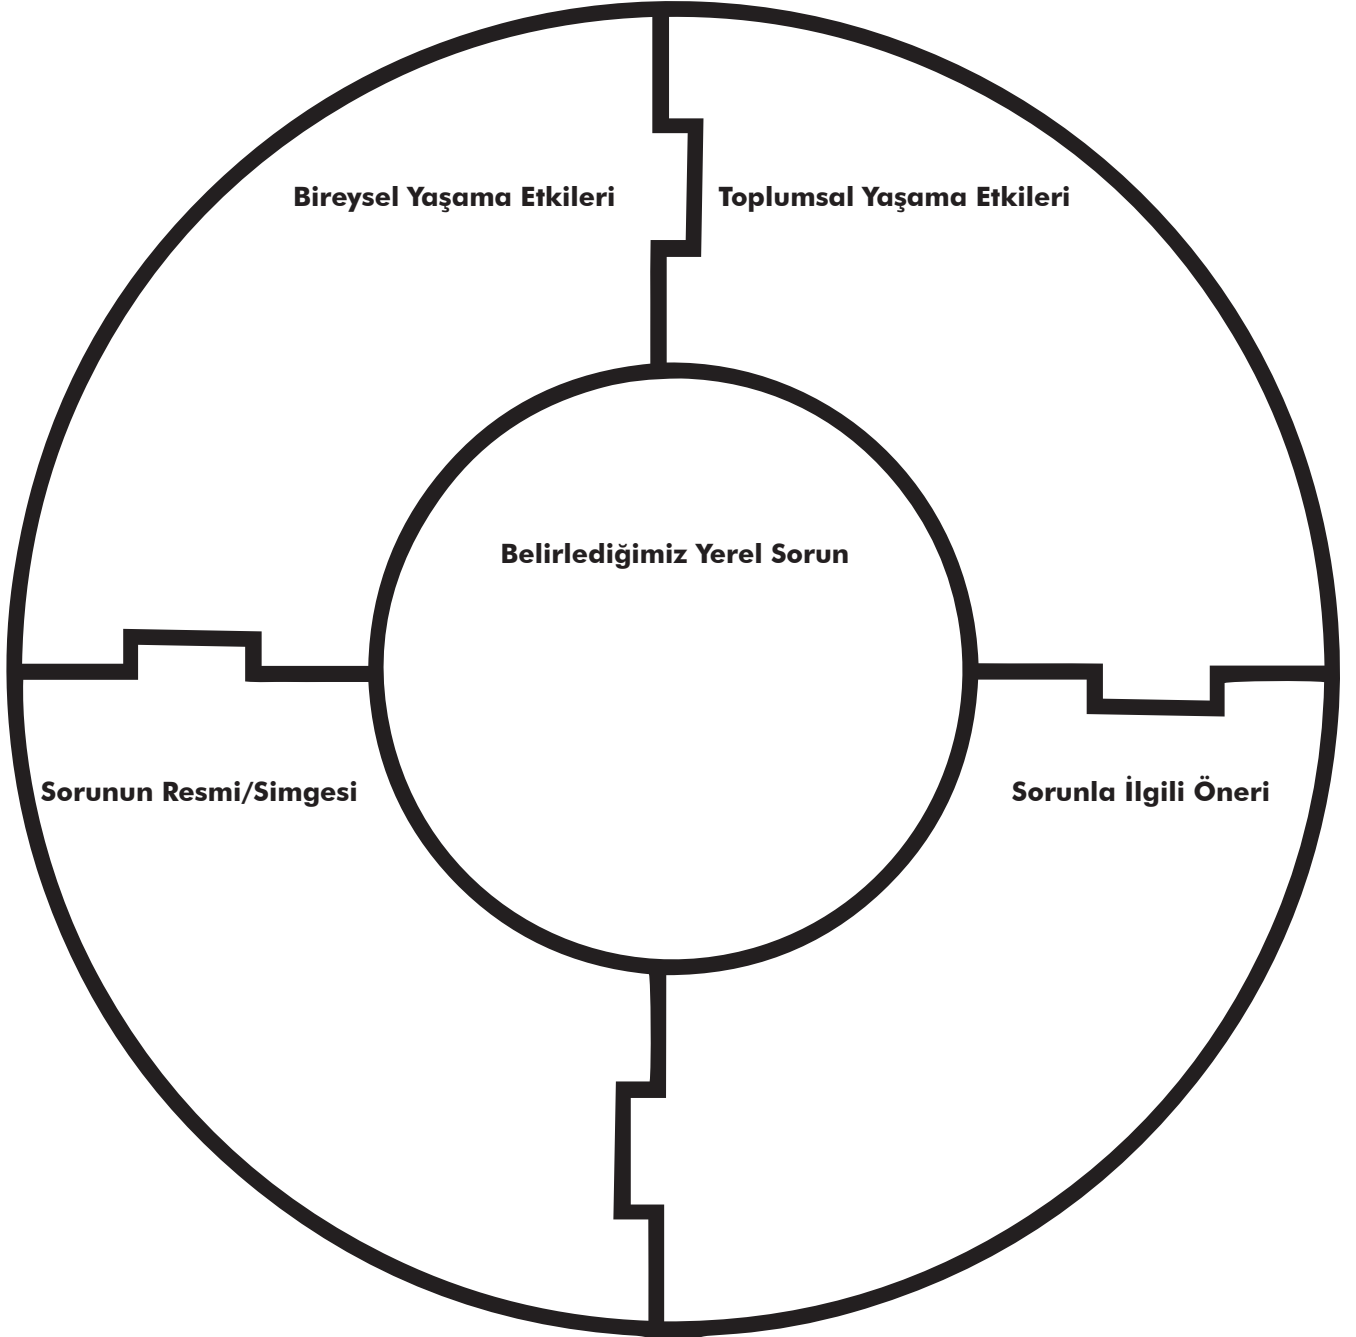 Bireysel Yaşama Etkileri
Toplumsal Yaşama Etkileri
Belirlediğimiz Yerel Sorun
Sorunun Resmi/Simgesi
Sorunla İlgili Öneri